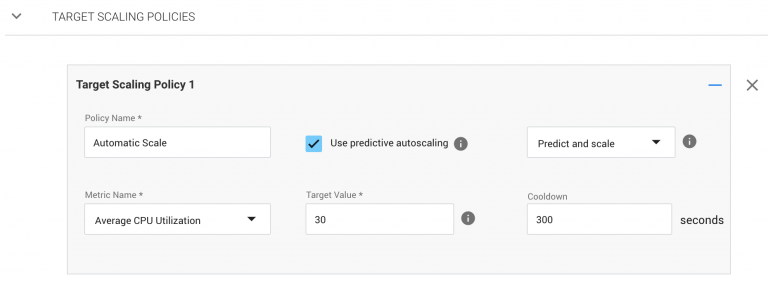 TARGET SCALING POLICIES
Target Scaling Policy 1
Policy Name *
Automatic Scale
Use predictive autoscaling
Predict and scale
Metric Name *
Target Value *
Cooldown
Average CPU Utilization
30
300
seconds